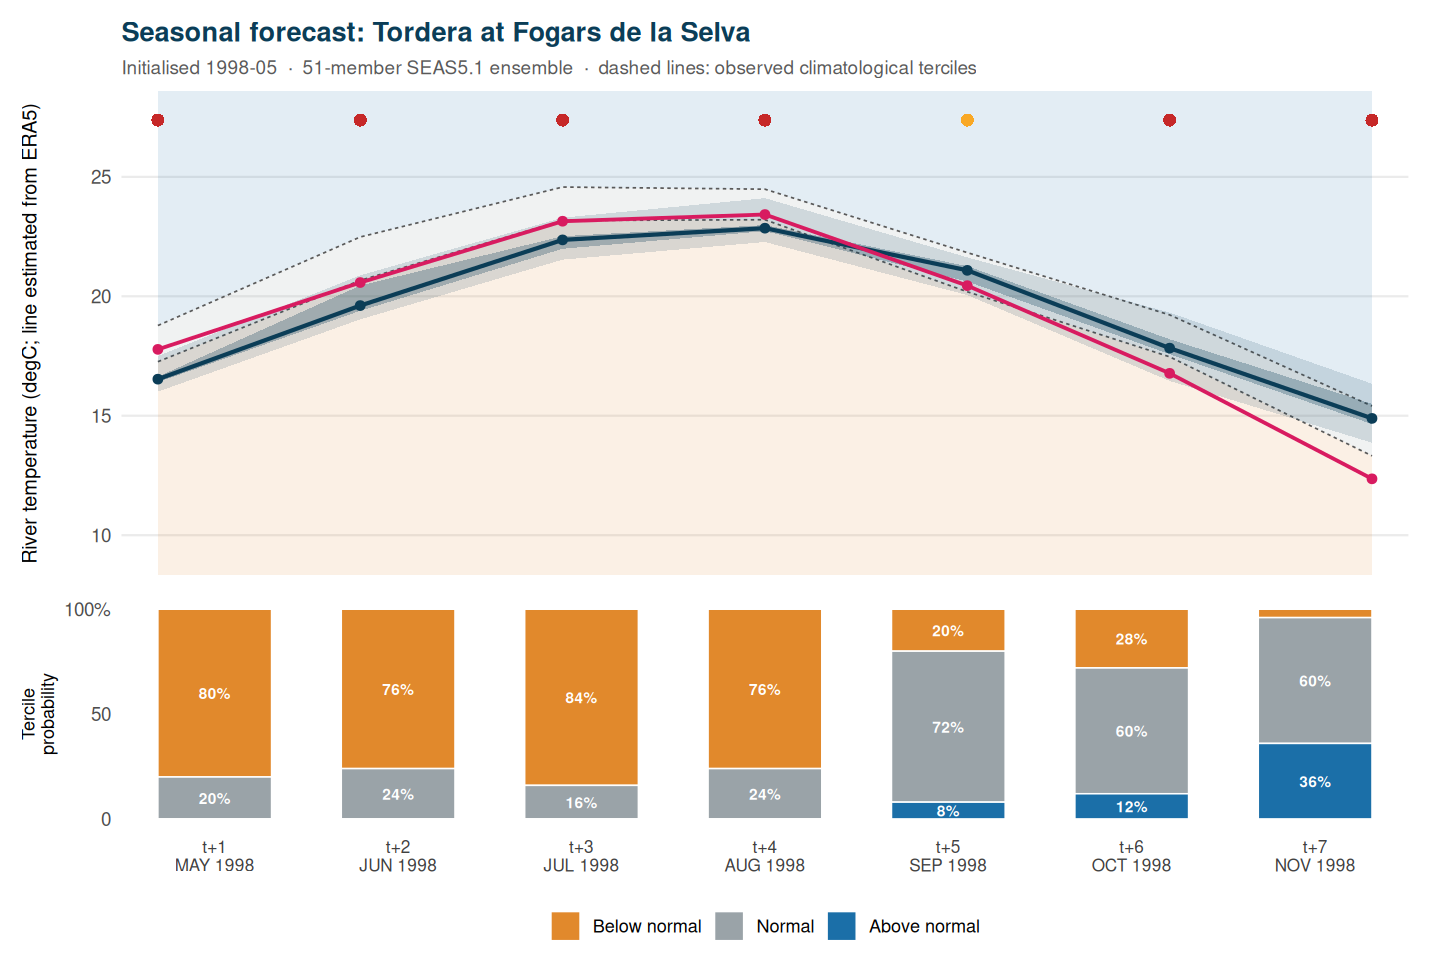 Seasonal forecast: Tordera at Fogars de la Selva
Initialised 1998-05 · 51-member SEAS5.1 ensemble · dashed lines: observed climatological terciles
River temperature (degC; line estimated from ERA5)
25
20
15
10
Tercile
probability
100%
50
0
80%
20%
76%
24%
84%
16%
76%
24%
20%
72%
8%
28%
60%
12%
60%
36%
t+1
MAY 1998
t+2
JUN 1998
t+3
JUL 1998
t+4
AUG 1998
t+5
SEP 1998
t+6
OCT 1998
t+7
NOV 1998
Below normal
Normal
Above normal